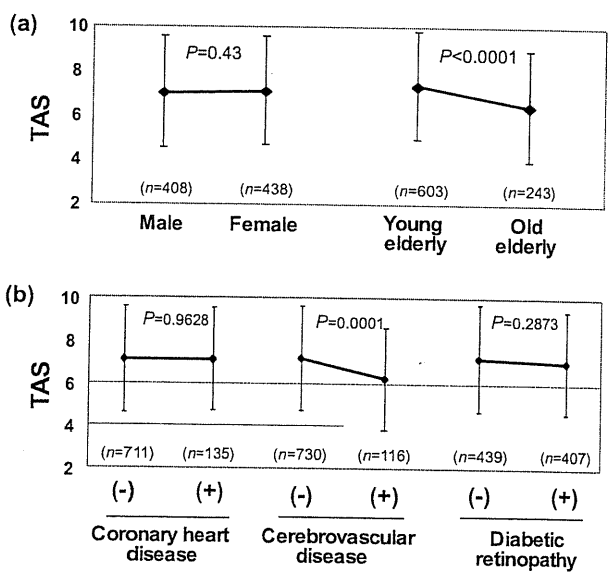 (a)
10
8
6
4
2
TAS
P=0.43
P<0.0001
(n=408) (n=438) (n=603) (n=243)
Male Female Young elderly Old elderly
(b)
10
8
6
4
2
TAS
P=0.9628
P=0.0001
P=0.2873
(n=711) (n=135) (n=730) (n=116) (n=439) (n=407)
(-) (+) (-) (+) (-) (+)
Coronary heart disease
Cerebrovascular disease
Diabetic retinopathy